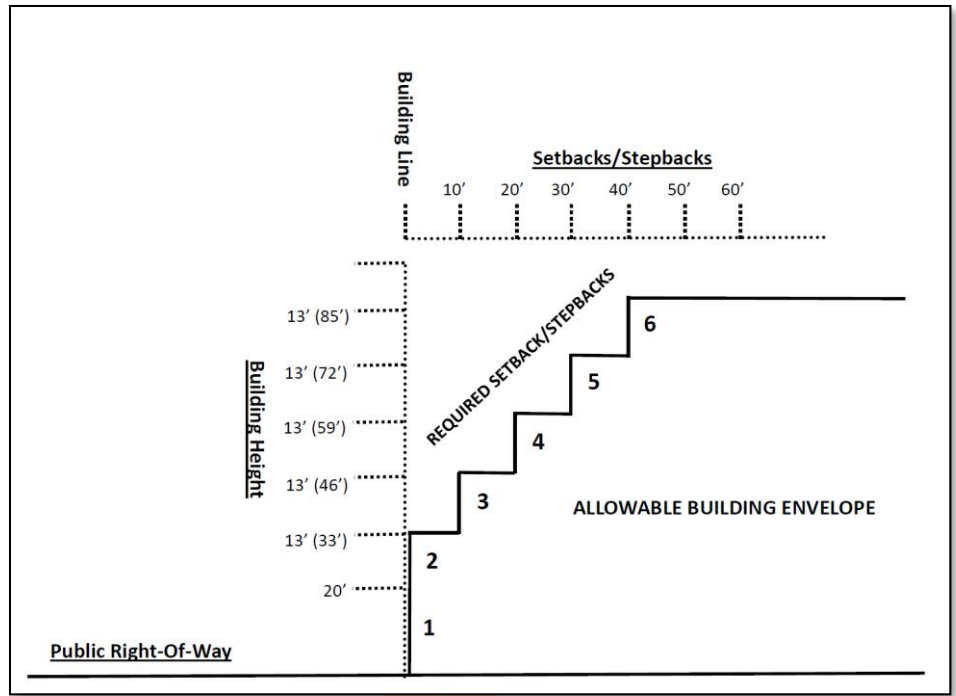 Building Line
Setbacks/Stepbacks
10’ 20’ 30’ 40’ 50’ 60’
REQUIRED SETBACK/STEPBACKS
Building Height
13’ (85’)
13’ (72’)
13’ (59’)
13’ (46’)
13’ (33’)
20’
6
5
4
3
2
1
ALLOWABLE BUILDING ENVELOPE
Public Right-Of-Way